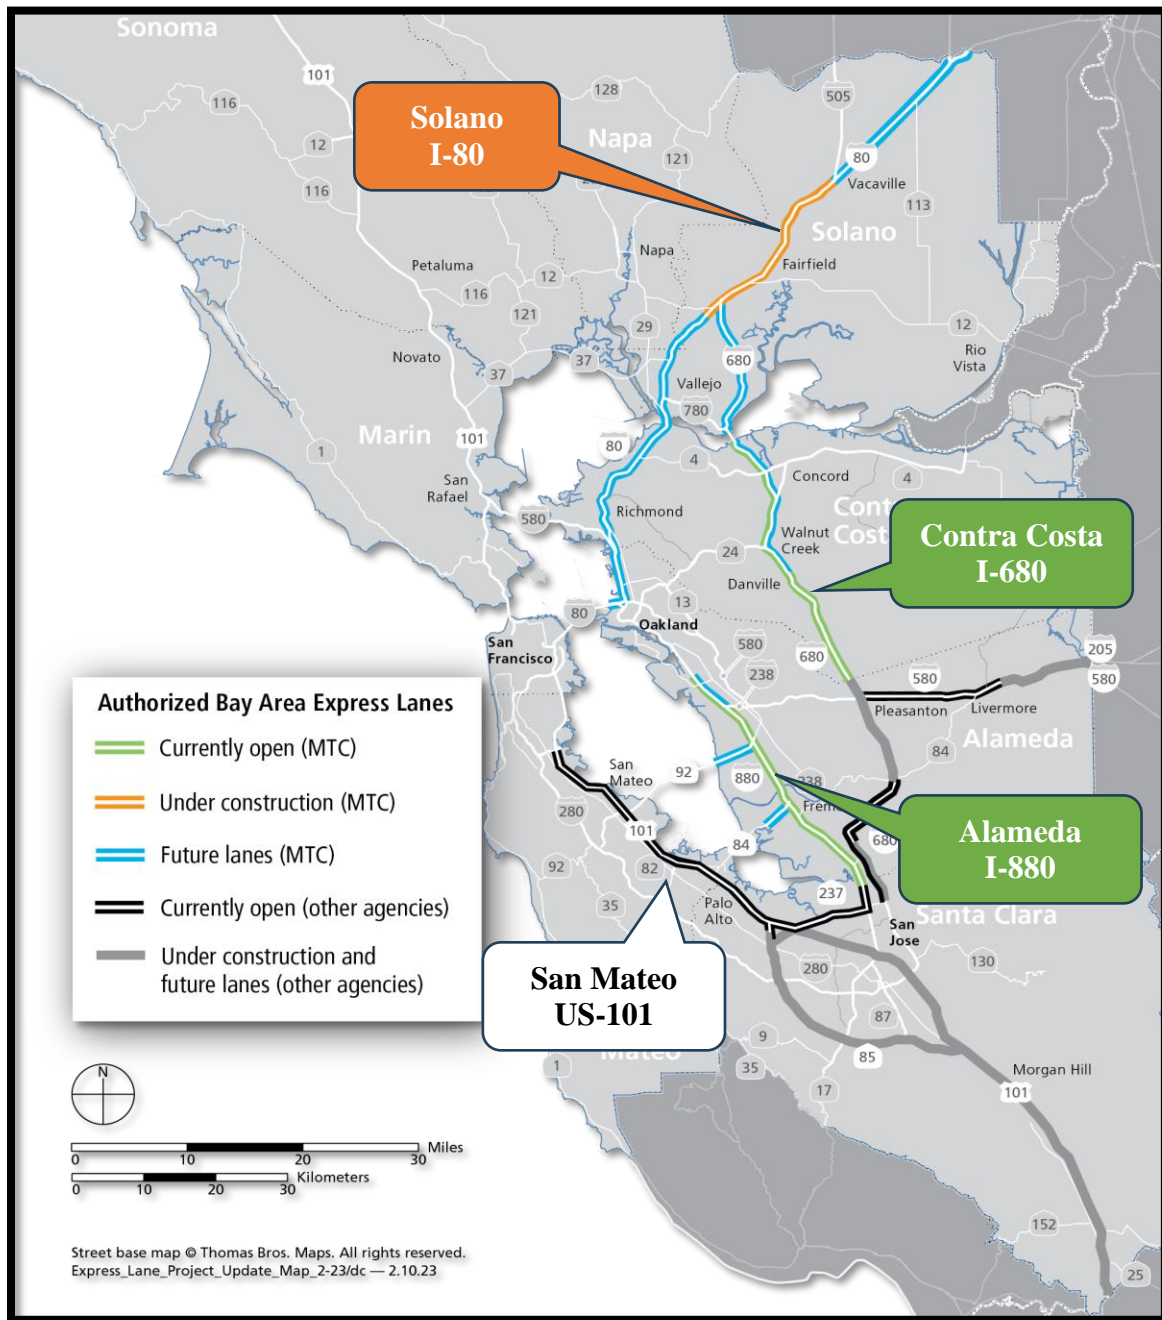 Sonoma
101
116
128
505
Solano
I-80
Napa
12
121
80
116
Vacaville
113
Solano
Napa
Petaluma
12
Fairfield
116
121
29
12
Rio
Vista
Novato
37
37
680
Vallejo
780
Marin
101
80
1
4
Concord
4
San
Rafael
Richmond
580
Walnut
Creek
Contra Costa
I-680
24
Danville
13
80
Oakland
San
Francisco
580
238
680
205
580
580
Pleasanton
Livermore
84
Alameda
Authorized Bay Area Express Lanes
Currently open (MTC)
Under construction (MTC)
Future lanes (MTC)
Currently open (other agencies)
Under construction and
future lanes (other agencies)
San
Mateo
92
880
238
280
101
84
680
Alameda
I-880
92
82
237
35
Palo
Alto
Santa Clara
San
Jose
San Mateo
US-101
280
130
87
9
85
Mateo
1
35
17
Morgan Hill
101
N
Miles
0
10
20
30
Kilometers
0
10
20
30
152
25
Street base map © Thomas Bros. Maps. All rights reserved.
Express_Lane_Project_Update_Map_2-23/dc — 2.10.23